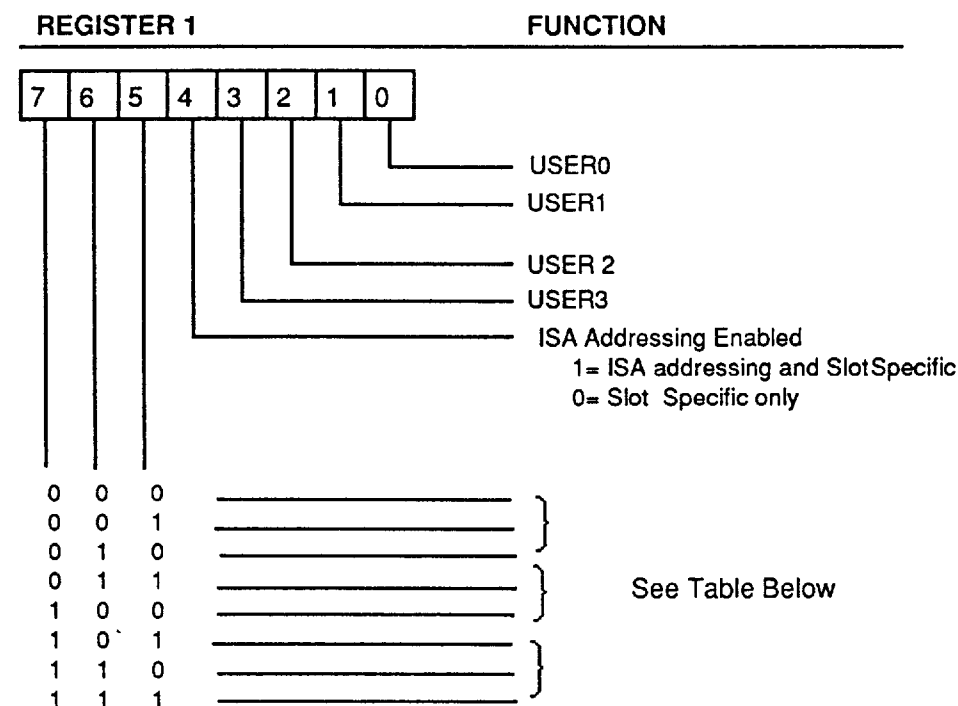 REGISTER 1 FUNCTION
7 6 5 4 3 2 1 0
USER0
USER1
USER 2
USER3
ISA Addressing Enabled
1= ISA addressing and Slot Specific
0= Slot Specific only
0 0 0
0 0 1
0 1 0
0 1 1
See Table Below
1 0 0
1 0 1
1 1 0
1 1 1